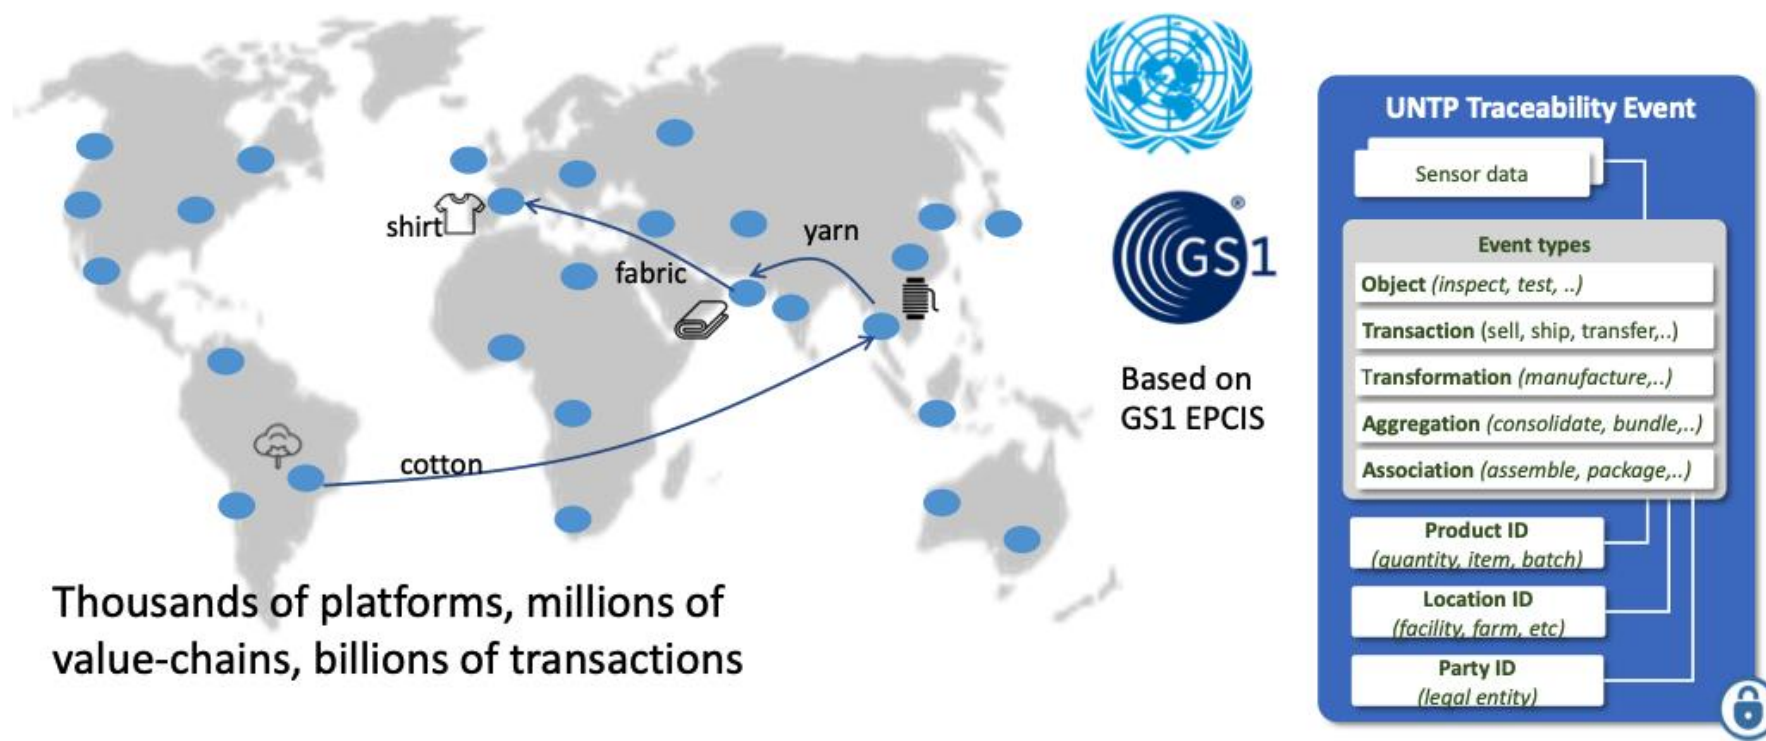 shirt
fabric
yarn
cotton
Thousands of platforms, millions of
value-chains, billions of transactions
GS1
®
Based on
GS1 EPCIS
UNTP Traceability Event
Sensor data
Event types
Object (inspect, test, ..)
Transaction (sell, ship, transfer,..)
Transformation (manufacture,..)
Aggregation (consolidate, bundle,..)
Association (assemble, package,..)
Product ID
(quantity, item, batch)
Location ID
(facility, farm, etc)
Party ID
(legal entity)